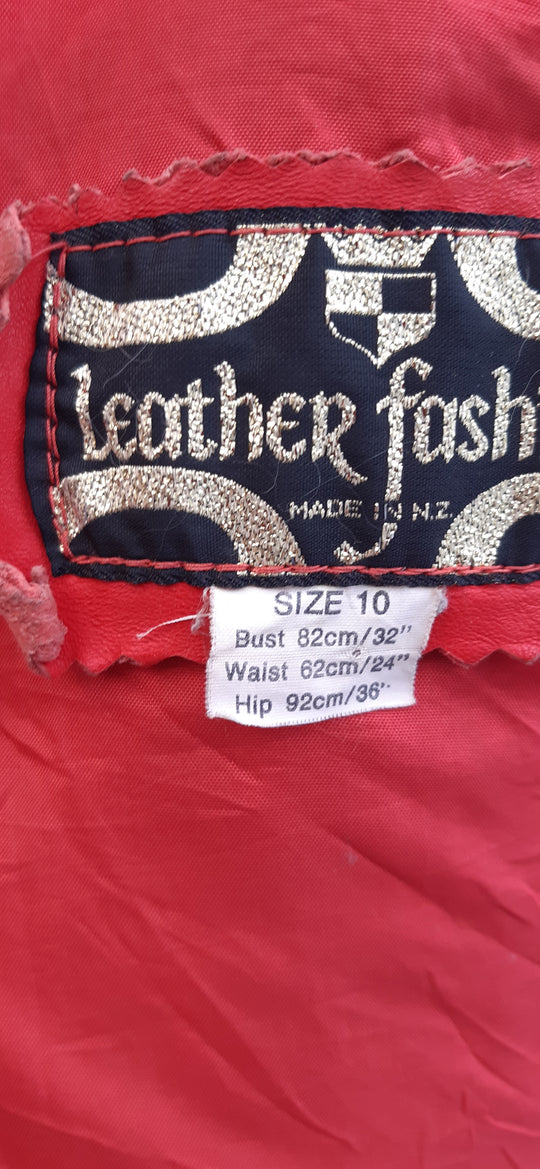 Leather fash
MADE IN N.Z.
SIZE 10
Bust 82cm/32"
Waist 62cm/24"
Hip 92cm/36"